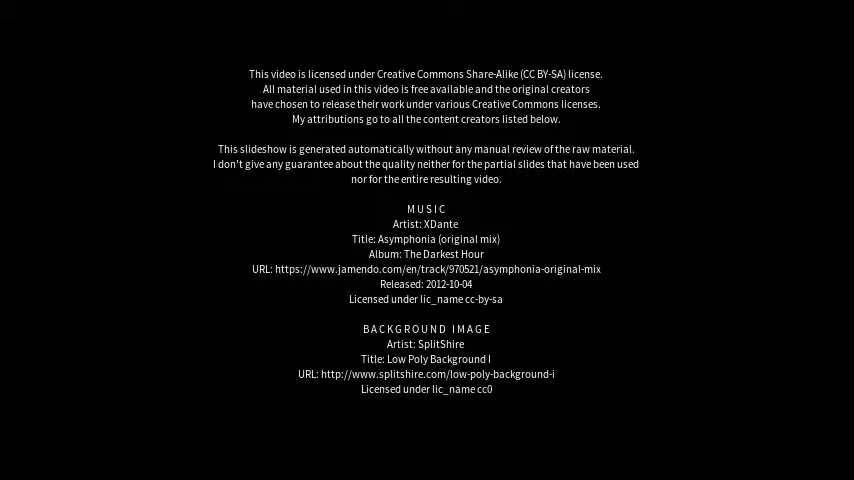 This video is licensed under Creative Commons Share-Alike (CC BY-SA) license.
All material used in this video is free available and the original creators
have chosen to release their work under various Creative Commons licenses.
My attributions go to all the content creators listed below.
This slideshow is generated automatically without any manual review of the raw material.
I don't give any guarantee about the quality neither for the partial slides that have been used
nor for the entire resulting video.
MUSIC
Artist: XDante
Title: Asymphonia (original mix)
Album: The Darkest Hour
URL: https://www.jamendo.com/en/track/970521/asymphonia-original-mix
Released: 2012-10-04
Licensed under lic_name cc-by-sa
BACKGROUND IMAGE
Artist: SplitShire
Title: Low Poly Background I
URL: http://www.splitshire.com/low-poly-background-i
Licensed under lic_name cc0